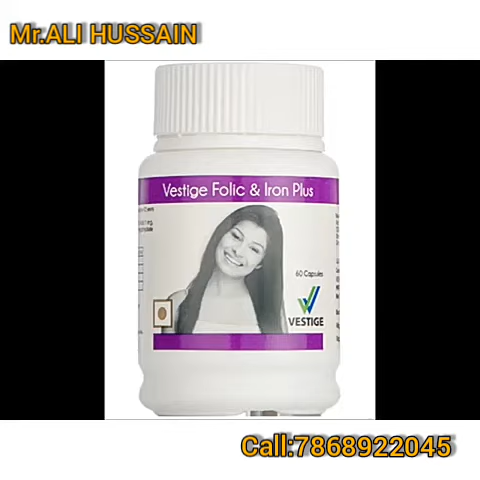 Mr.ALI HUSSAIN
Vestige Folic & Iron Plus
60 Capsules
VESTIGE
Call:7868922045